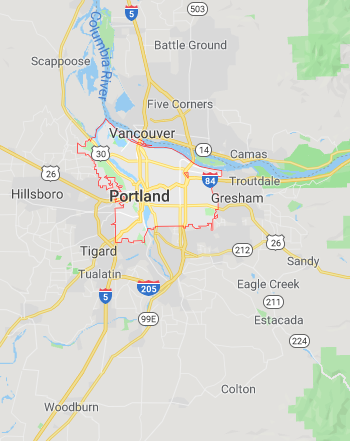 503
5
Battle Ground
Scappoose
Columbia River
Five Corners
Vancouver
14
30
Camas
26
84
Troutdale
Hillsboro
Portland
Gresham
26
Tigard
212
Sandy
Tualatin
205
Eagle Creek
5
211
99E
Estacada
224
Colton
Woodburn